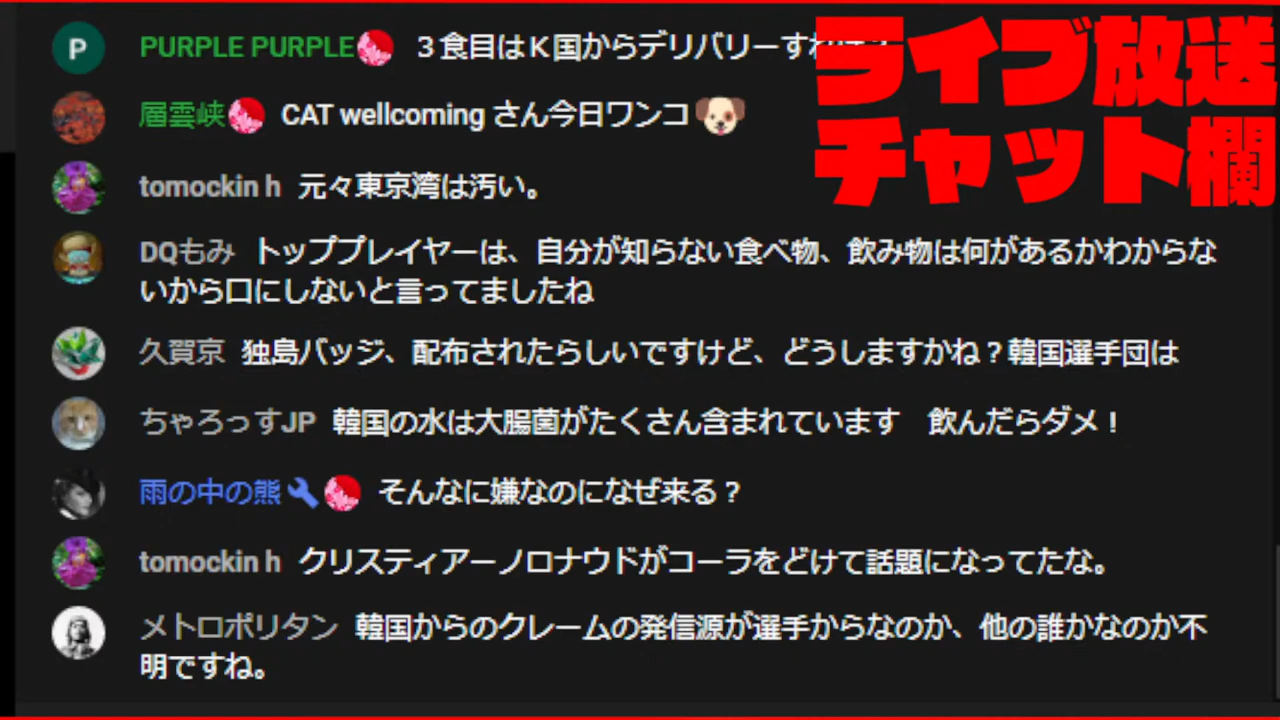 ライブ放送
チャット欄
P PURPLE PURPLE ３食目はＫ国からデリバリーすれば？
層雲峡 CAT wellcoming さん今日ワンコ
tomockin h 元々東京湾は汚い。
DQもみ トッププレイヤーは、自分が知らない食べ物、飲み物は何があるかわからな
いから口にしないと言ってましたね
久賀京 独島バッジ、配布されたらしいですけど、どうしますかね？韓国選手団は
ちゃろっすJP 韓国の水は大腸菌がたくさん含まれています　飲んだらダメ！
雨の中の熊 そんなに嫌なのになぜ来る？
tomockin h クリスティアーノロナウドがコーラをどけて話題になってたな。
メトロポリタン 韓国からのクレームの発信源が選手からなのか、他の誰かなのか不
明ですね。